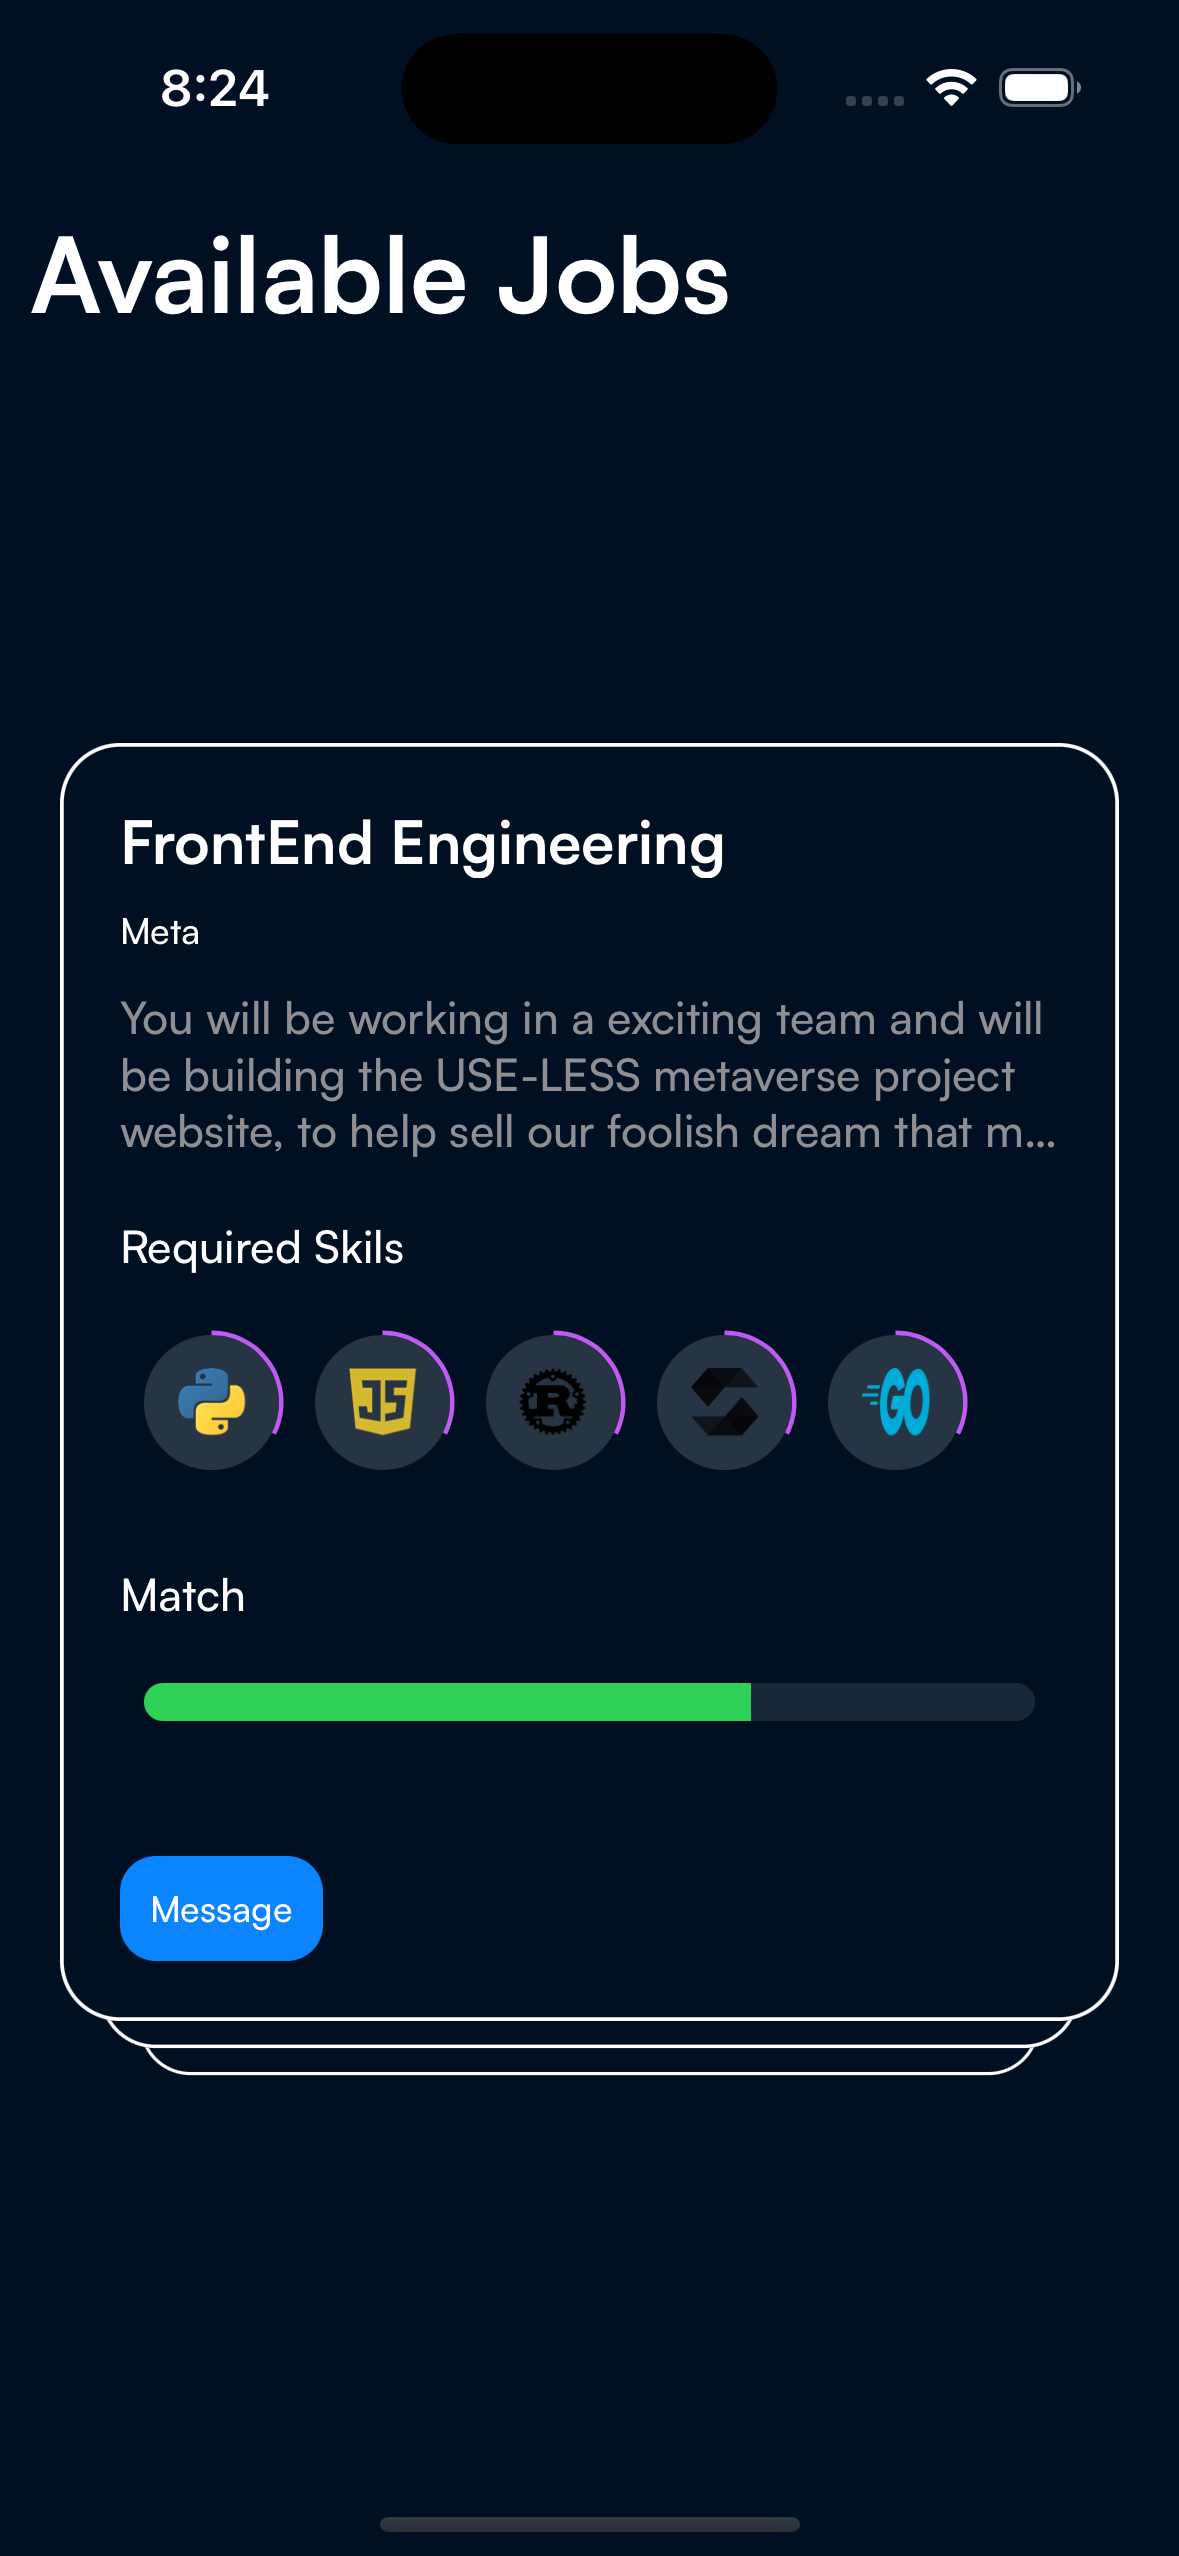 8:24
Available Jobs
FrontEnd Engineering
Meta
You will be working in a exciting team and will
be building the USE-LESS metaverse project
website, to help sell our foolish dream that m...
Required Skils
JS
R
GO
Match
Message